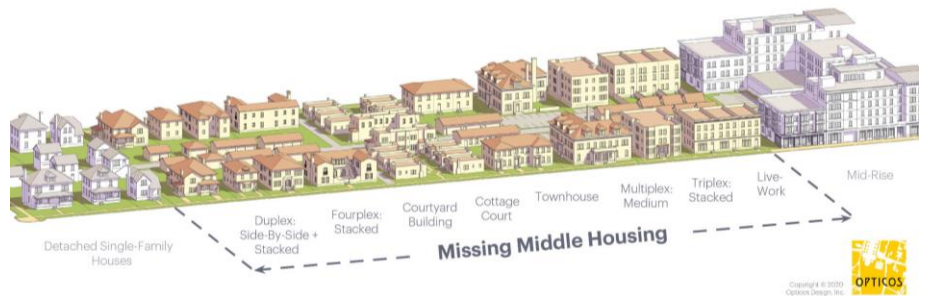 Detached Single-Family
Houses
Duplex:
Side-By-Side +
Stacked
Fourplex:
Stacked
Courtyard
Building
Cottage
Court
Townhouse
Multiplex:
Medium
Triplex:
Stacked
Live-
Work
Mid-Rise
Missing Middle Housing
Copyright © 2020
Opticos Design, Inc.
OPTICOS